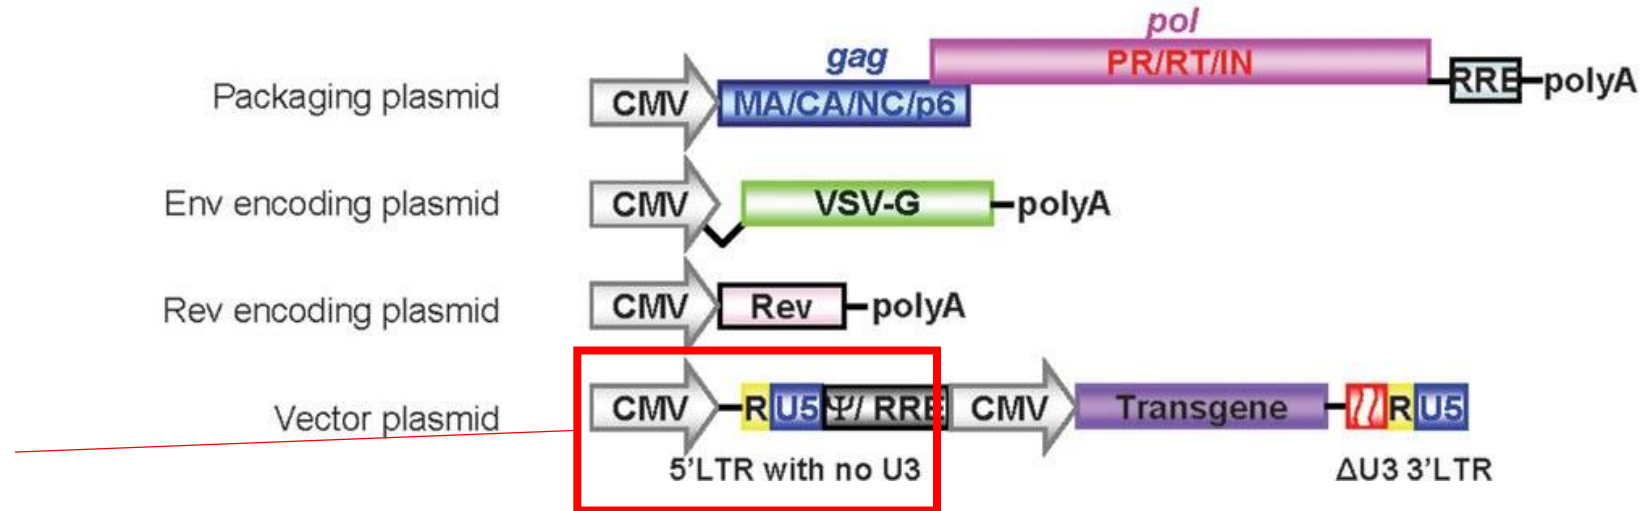 pol
gag
PR/RT/IN
Packaging plasmid CMV MA/CA/NC/p6 RRE polyA
Env encoding plasmid CMV VSV-G polyA
Rev encoding plasmid CMV Rev polyA
Vector plasmid CMV R U5 Ψ/ RRE CMV Transgene R U5
5'LTR with no U3 ΔU3 3'LTR